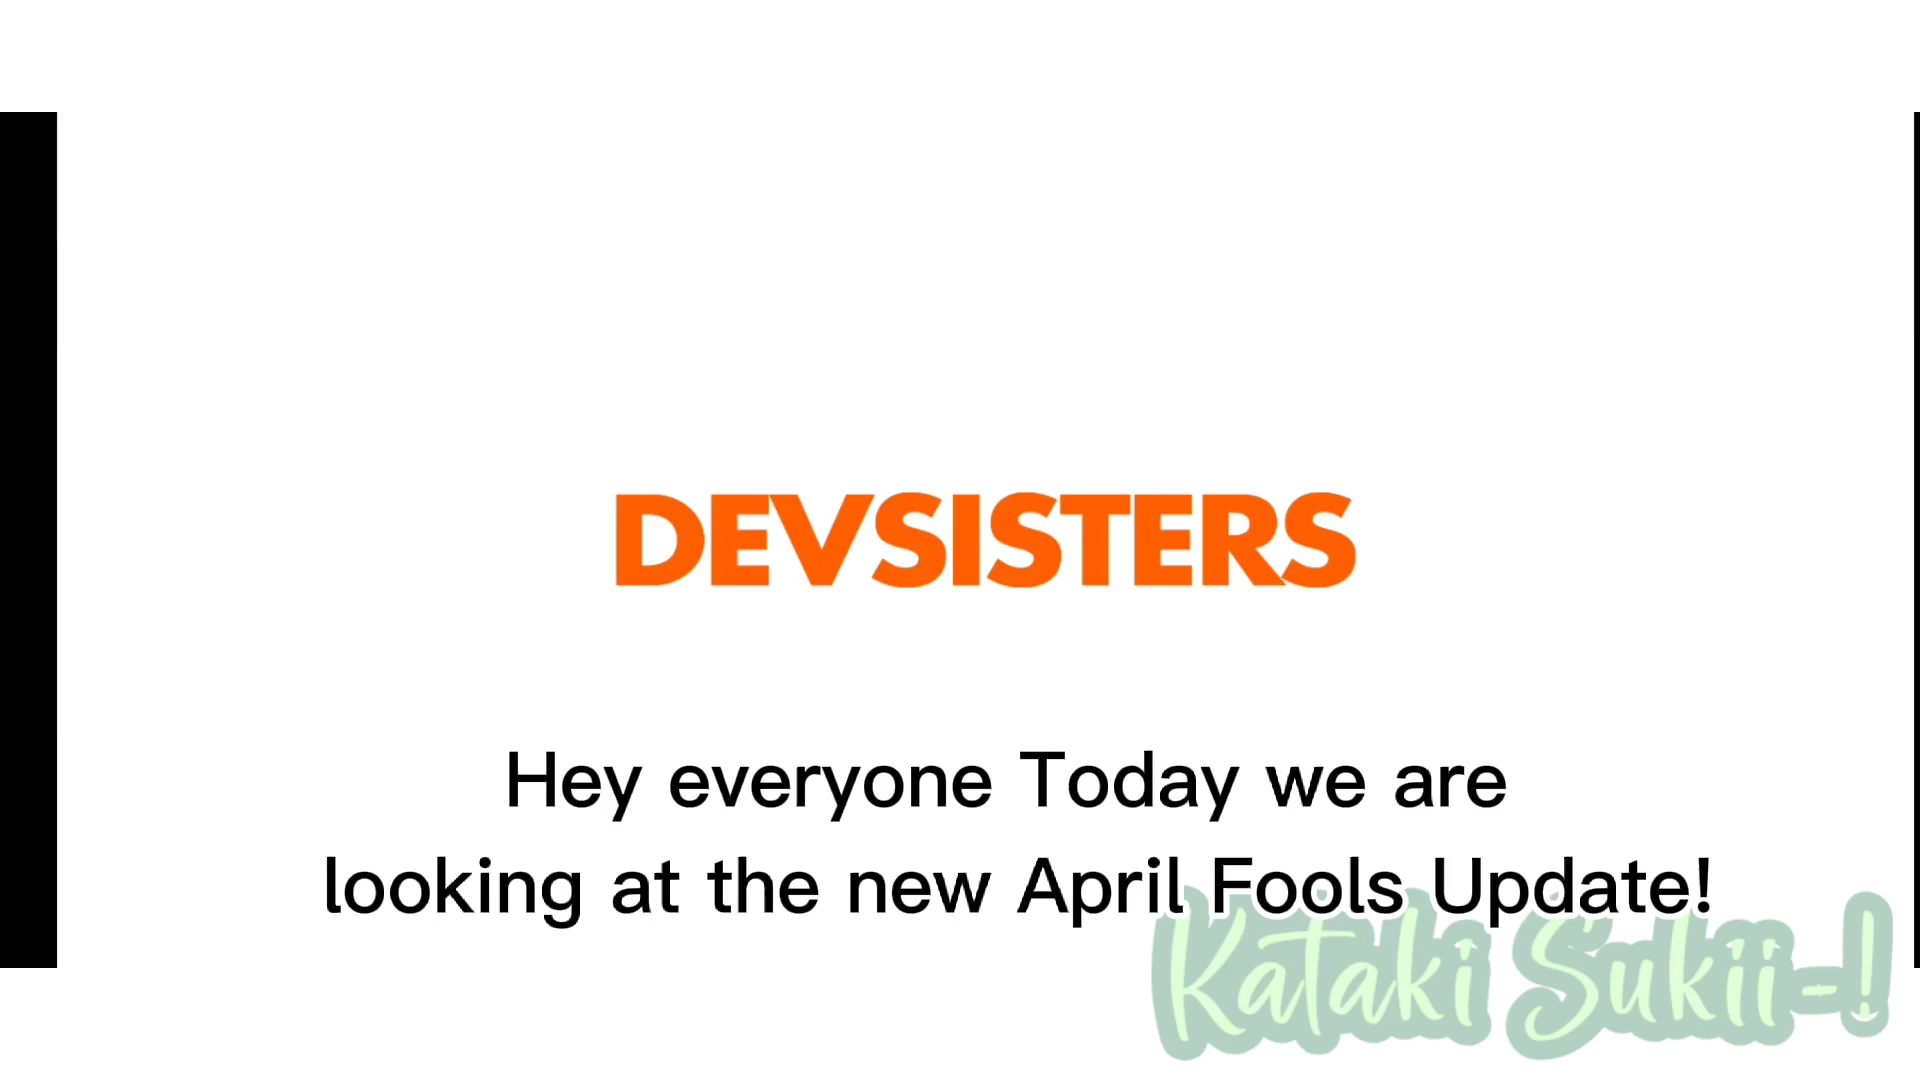 DEVSISTERS
Hey everyone Today we are
looking at the new April Fools Update!
Kataki Sukii-!